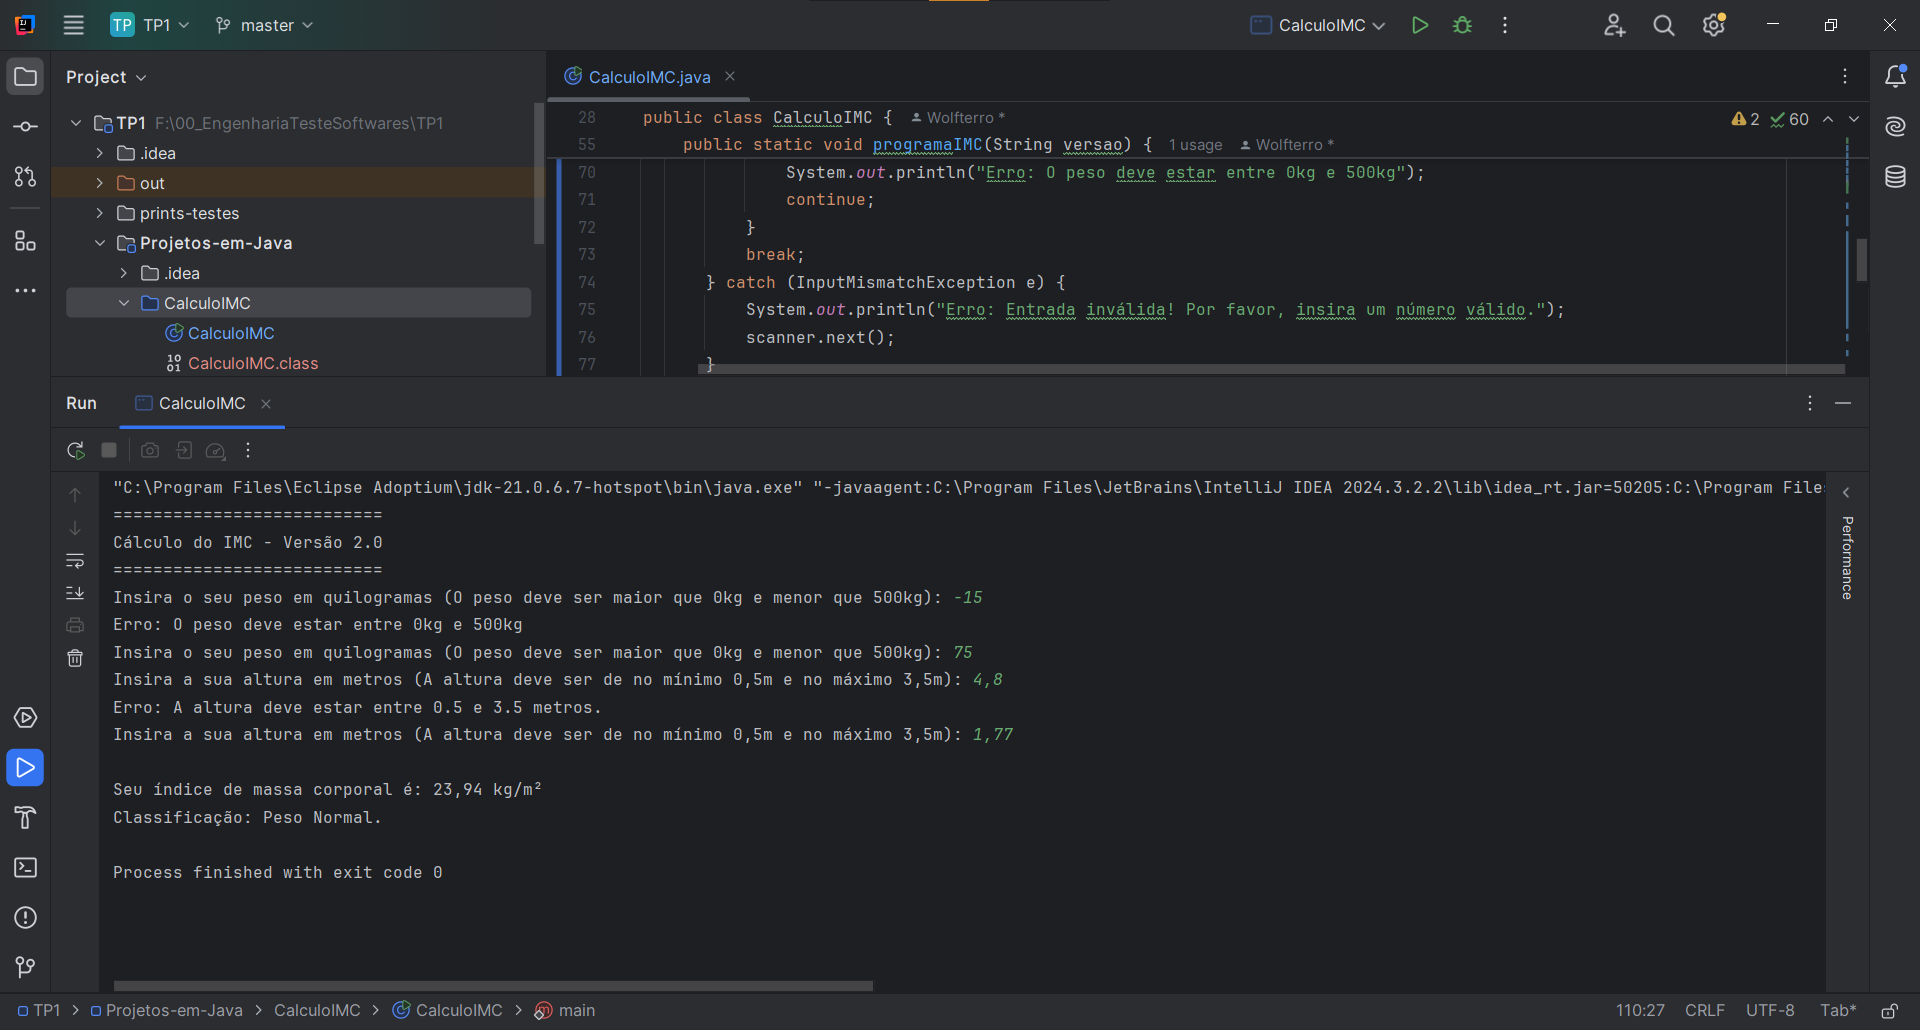 TP TP1 master CalculoIMC
Project
CalculoIMC.java
TP1 F:\00_EngenhariaTesteSoftwares\TP1
.idea
out
prints-testes
Projetos-em-Java
.idea
CalculoIMC
CalculoIMC
CalculoIMC.class
28 public class CalculoIMC { Wolfterro *
2 60
55 public static void programaIMC(String versao) { 1 usage Wolfterro *
70 System.out.println("Erro: O peso deve estar entre 0kg e 500kg");
71 continue;
72 }
73 break;
74 } catch (InputMismatchException e) {
75 System.out.println("Erro: Entrada inválida! Por favor, insira um número válido.");
76 scanner.next();
77 }
Run CalculoIMC
"C:\Program Files\Eclipse Adoptium\jdk-21.0.6.7-hotspot\bin\java.exe" "-javaagent:C:\Program Files\JetBrains\IntelliJ IDEA 2024.3.2.2\lib\idea_rt.jar=50205:C:\Program Files
===========================
Cálculo do IMC - Versão 2.0
===========================
Insira o seu peso em quilogramas (O peso deve ser maior que 0kg e menor que 500kg): -15
Erro: O peso deve estar entre 0kg e 500kg
Insira o seu peso em quilogramas (O peso deve ser maior que 0kg e menor que 500kg): 75
Insira a sua altura em metros (A altura deve ser de no mínimo 0,5m e no máximo 3,5m): 4,8
Erro: A altura deve estar entre 0.5 e 3.5 metros.
Insira a sua altura em metros (A altura deve ser de no mínimo 0,5m e no máximo 3,5m): 1,77
Seu índice de massa corporal é: 23,94 kg/m²
Classificação: Peso Normal.
Process finished with exit code 0
Performance
TP1 > Projetos-em-Java > CalculoIMC > CalculoIMC > main
110:27 CRLF UTF-8 Tab*